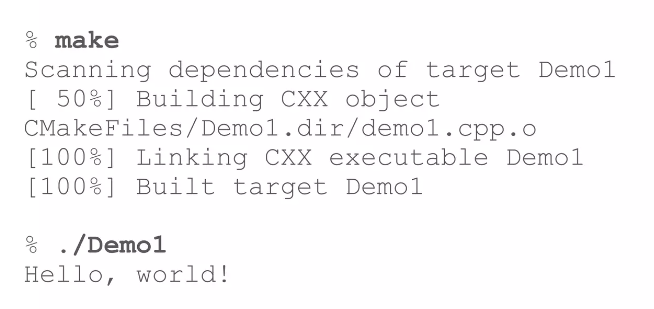 % make
Scanning dependencies of target Demo1
[ 50%] Building CXX object
CMakeFiles/Demo1.dir/demo1.cpp.o
[100%] Linking CXX executable Demo1
[100%] Built target Demo1
% ./Demo1
Hello, world!